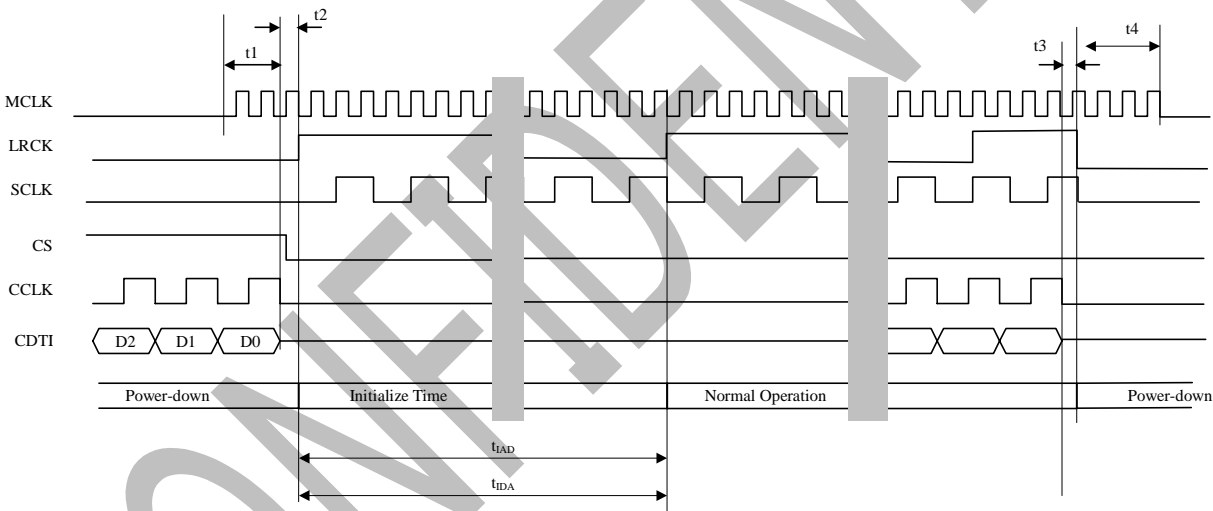 t2
t1
t3
t4
MCLK
LRCK
SCLK
CS
CCLK
CDTI
D2 D1 D0
Power-down Initialize Time Normal Operation Power-down
tIAD
tIDA
CONFIDEN